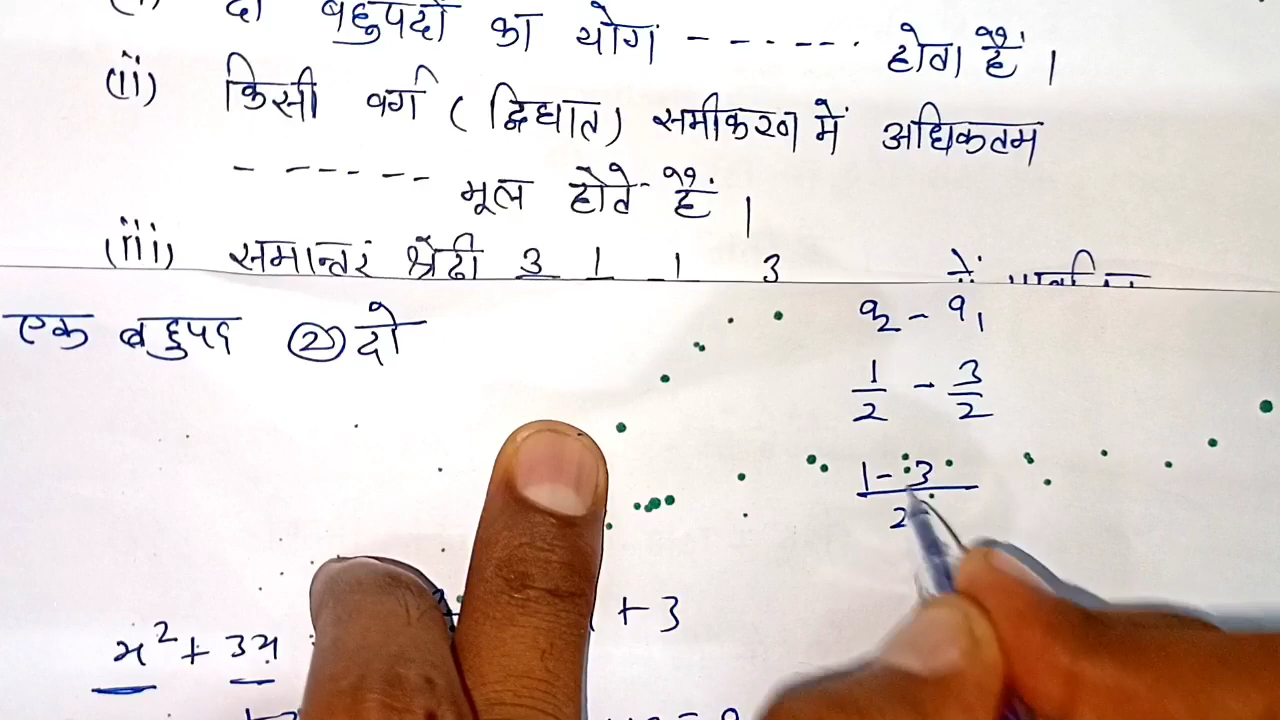 दो बहुपदों का योग - - - - - - - होता है।
(ii) किसी वर्ग (द्विघात) समीकरण में अधिकतम
- - - - - - - मूल होते हैं।
(iii) समान्तर श्रेढी 3 1 1 3
एक बहुपद ② दो
a₂ - a₁
1/2 - 3/2
(1-3)/2
+ 3
x² + 3x